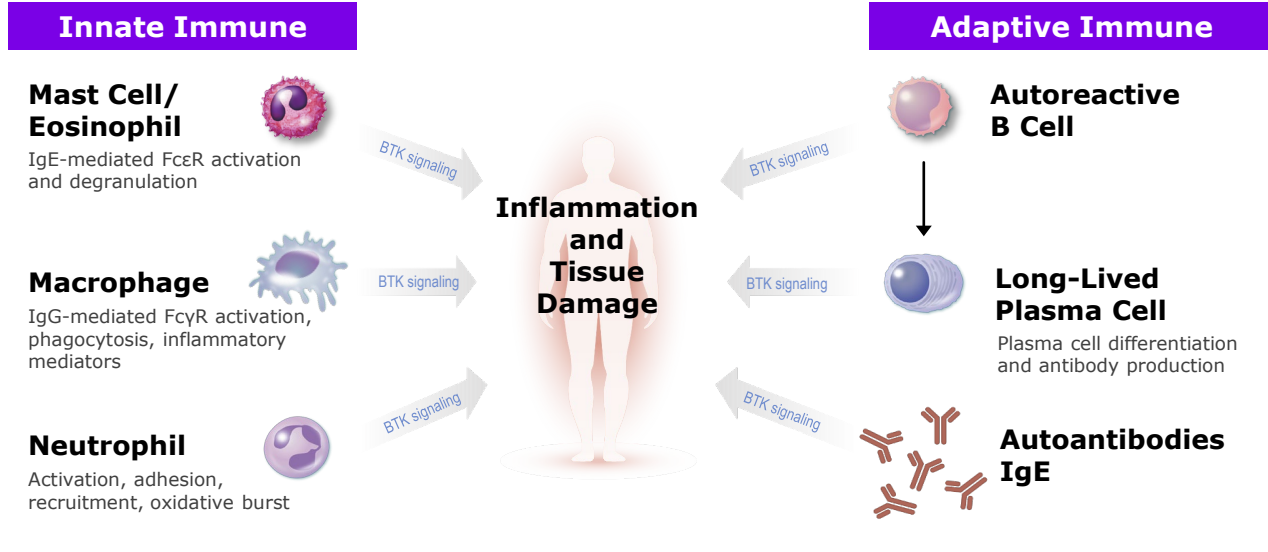 Innate Immune
Mast Cell/
Eosinophil
IgE-mediated FcεR activation
and degranulation
BTK signaling
Macrophage
IgG-mediated FcγR activation,
phagocytosis, inflammatory
mediators
BTK signaling
Neutrophil
Activation, adhesion,
recruitment, oxidative burst
BTK signaling
Inflammation
and
Tissue
Damage
Adaptive Immune
Autoreactive
B Cell
BTK signaling
Long-Lived
Plasma Cell
Plasma cell differentiation
and antibody production
BTK signaling
Autoantibodies
IgE
BTK signaling